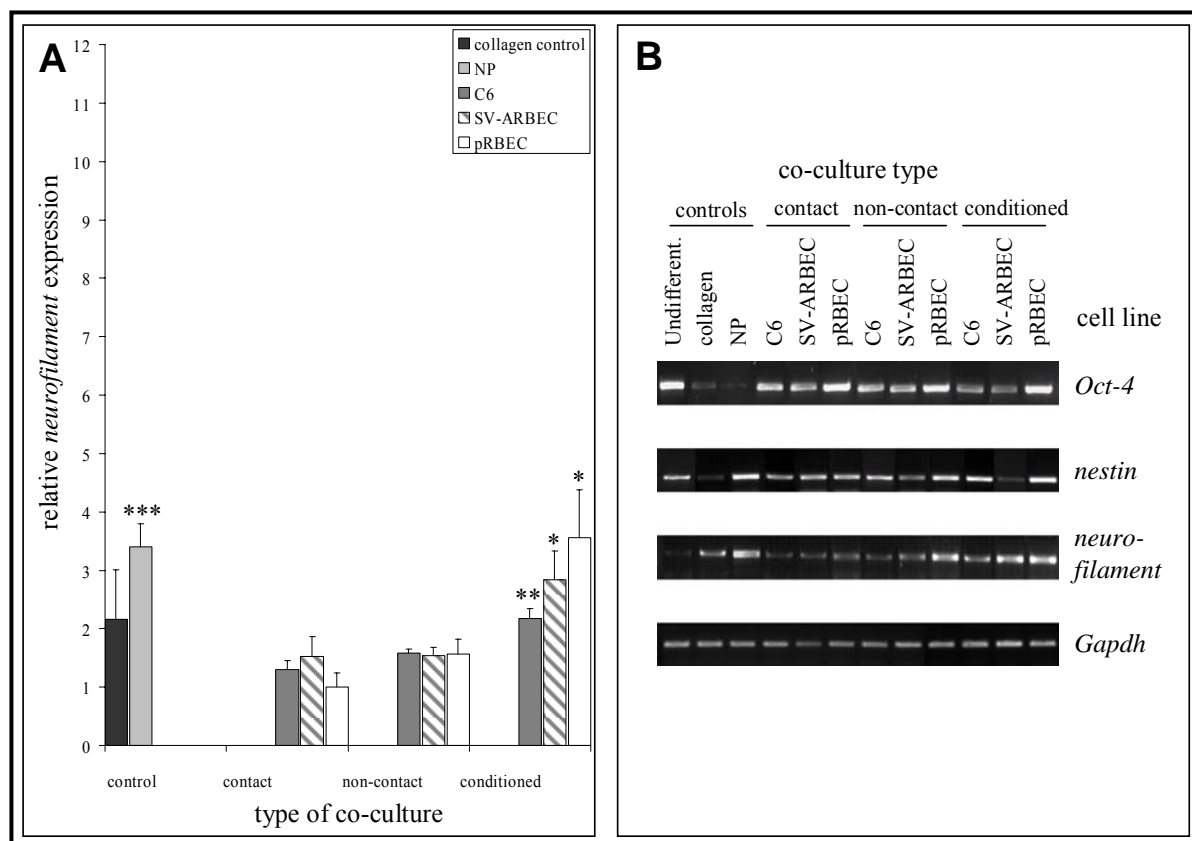 A
12
11
10
9
8
7
6
5
4
3
2
1
0
relative neurofilament expression
collagen control
NP
C6
SV-ARBEC
pRBEC
***
**
*
*
control
contact
non-contact
conditioned
type of co-culture
B
co-culture type
controls
contact
non-contact
conditioned
Undifferent.
collagen
NP
C6
SV-ARBEC
pRBEC
C6
SV-ARBEC
pRBEC
C6
SV-ARBEC
pRBEC
cell line
Oct-4
nestin
neuro-
filament
Gapdh